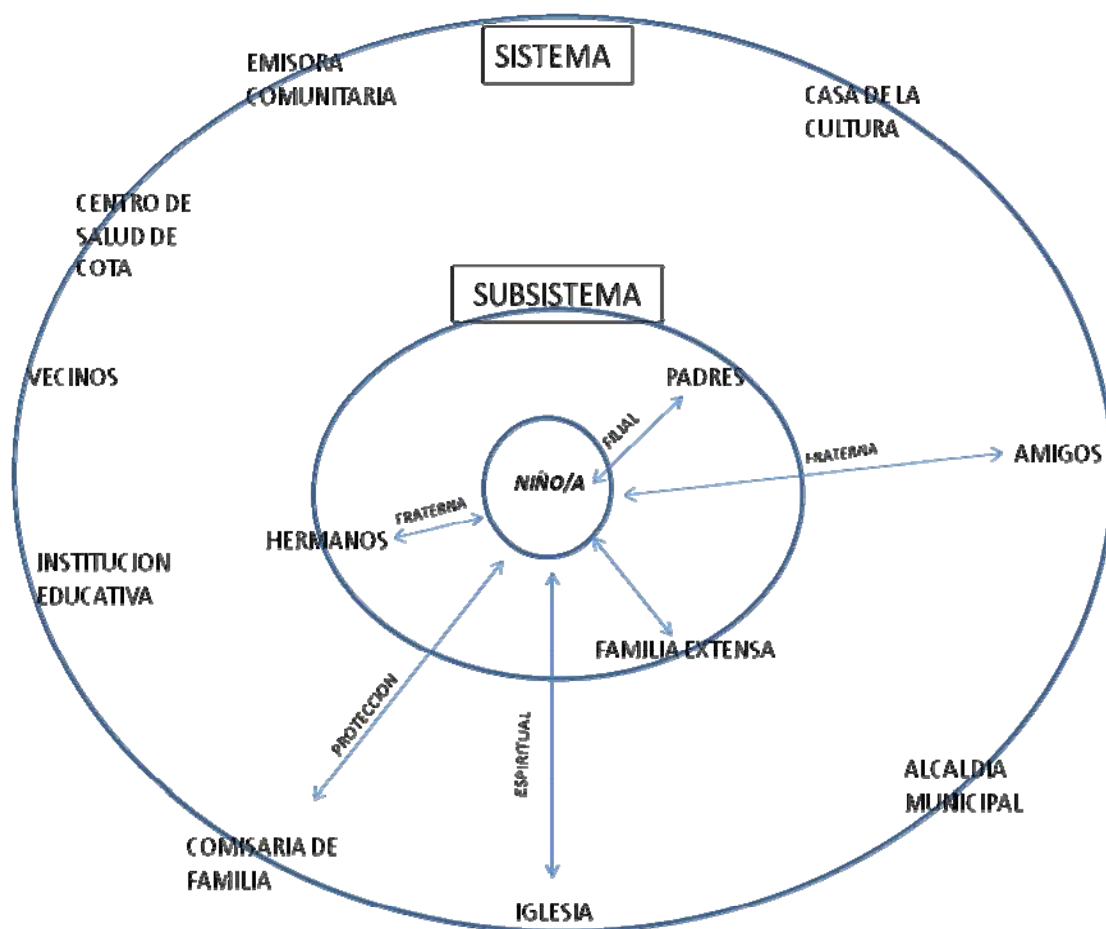 SISTEMA
EMISORA
COMUNITARIA
CASA DE LA
CULTURA
CENTRO DE
SALUD DE
COTA
SUBSISTEMA
VECINOS
PADRES
FILIAL
FRATERNA
AMIGOS
NIÑO/A
FRATERNA
HERMANOS
INSTITUCION
EDUCATIVA
FAMILIA EXTENSA
PROTECCION
ESPIRITUAL
ALCALDIA
MUNICIPAL
COMISARIA DE
FAMILIA
IGLESIA